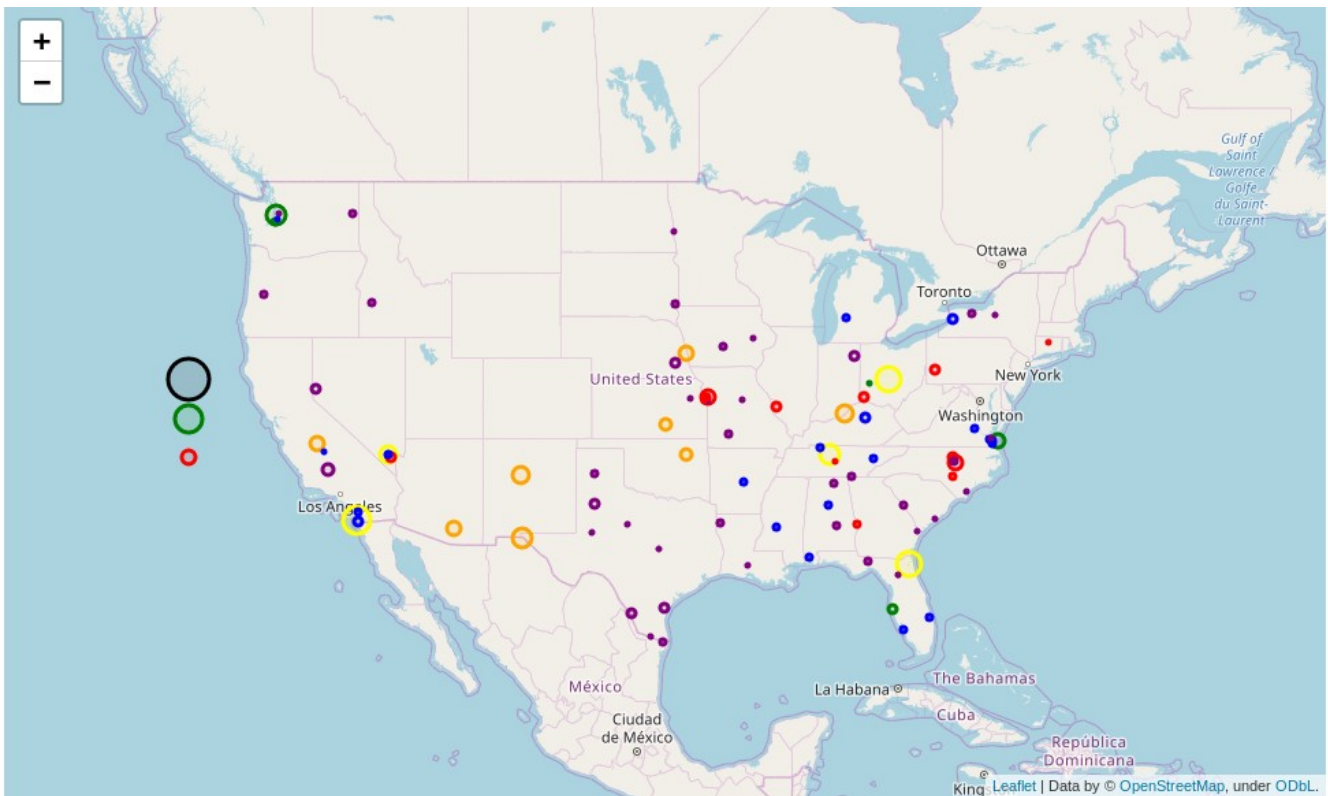 +
−
Gulf of
Saint
Lawrence /
Golfe
du Saint-
Laurent
Ottawa
Toronto
United States
New York
Washington
Los Angeles
México
La Habana
The Bahamas
Cuba
Ciudad
de México
República
Dominicana
Leaflet | Data by © OpenStreetMap, under ODbL.